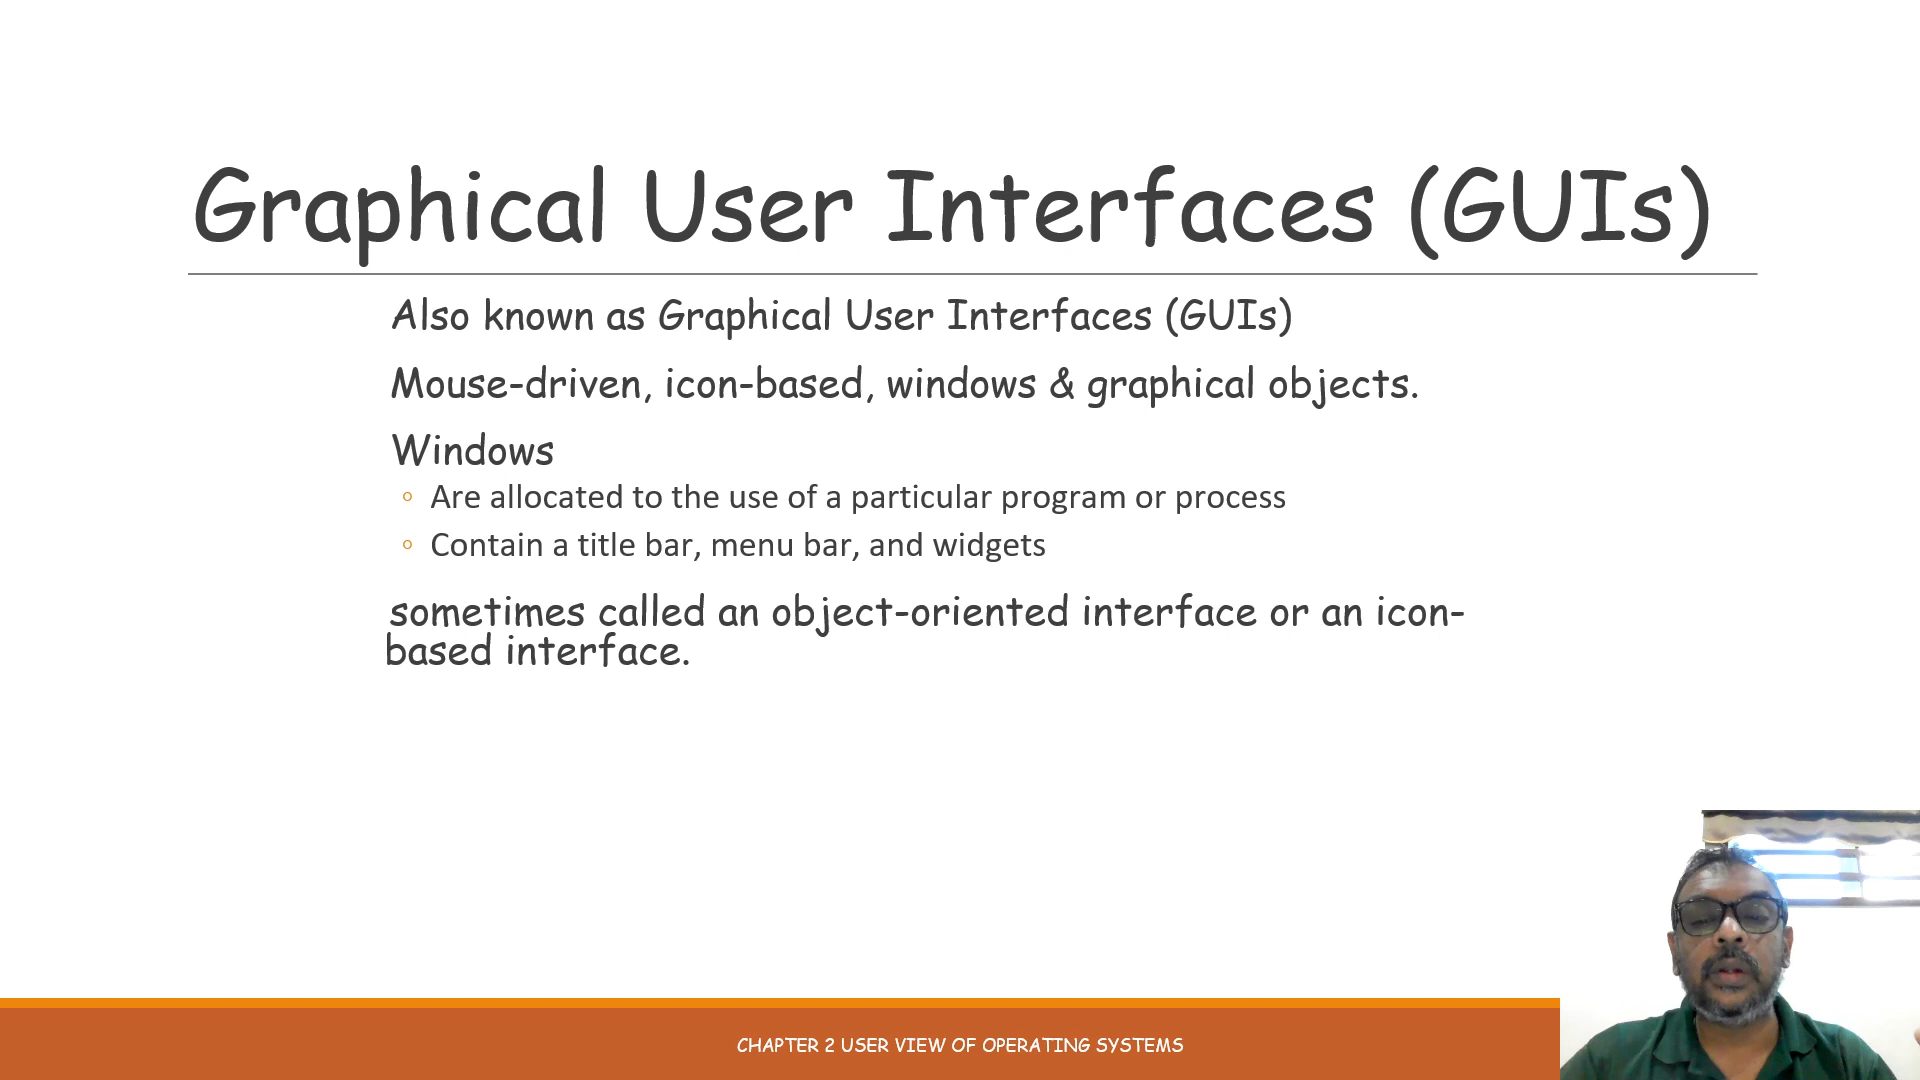 Graphical User Interfaces (GUIs)
Also known as Graphical User Interfaces (GUIs)
Mouse-driven, icon-based, windows & graphical objects.
Windows
◦ Are allocated to the use of a particular program or process
◦ Contain a title bar, menu bar, and widgets
sometimes called an object-oriented interface or an icon-
based interface.
CHAPTER 2 USER VIEW OF OPERATING SYSTEMS